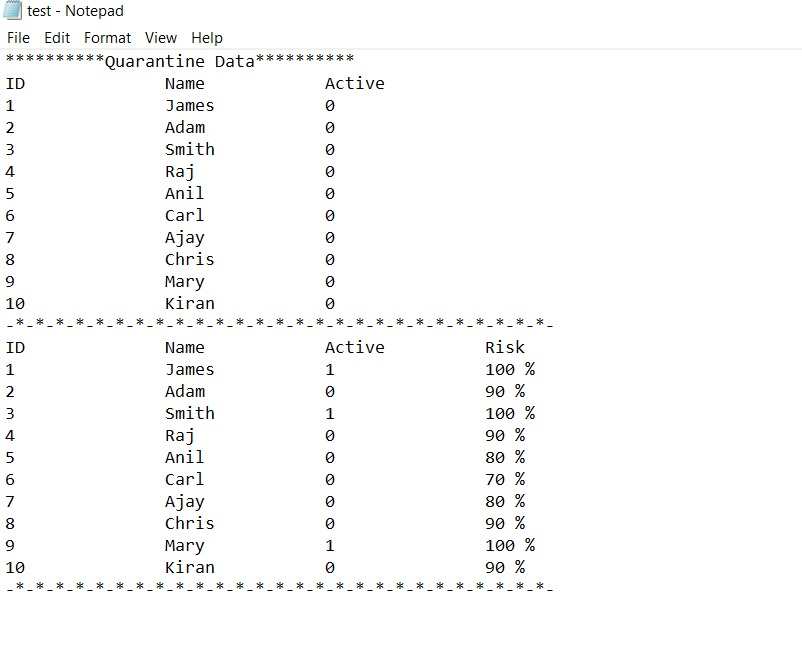 test - Notepad
File Edit Format View Help
**********Quarantine Data**********
ID Name Active
1 James 0
2 Adam 0
3 Smith 0
4 Raj 0
5 Anil 0
6 Carl 0
7 Ajay 0
8 Chris 0
9 Mary 0
10 Kiran 0
-*-*-*-*-*-*-*-*-*-*-*-*-*-*-*-*-*-*-*-*-*-*-*-*-*-*-*-
ID Name Active Risk
1 James 1 100 %
2 Adam 0 90 %
3 Smith 1 100 %
4 Raj 0 90 %
5 Anil 0 80 %
6 Carl 0 70 %
7 Ajay 0 80 %
8 Chris 0 90 %
9 Mary 1 100 %
10 Kiran 0 90 %
-*-*-*-*-*-*-*-*-*-*-*-*-*-*-*-*-*-*-*-*-*-*-*-*-*-*-*-